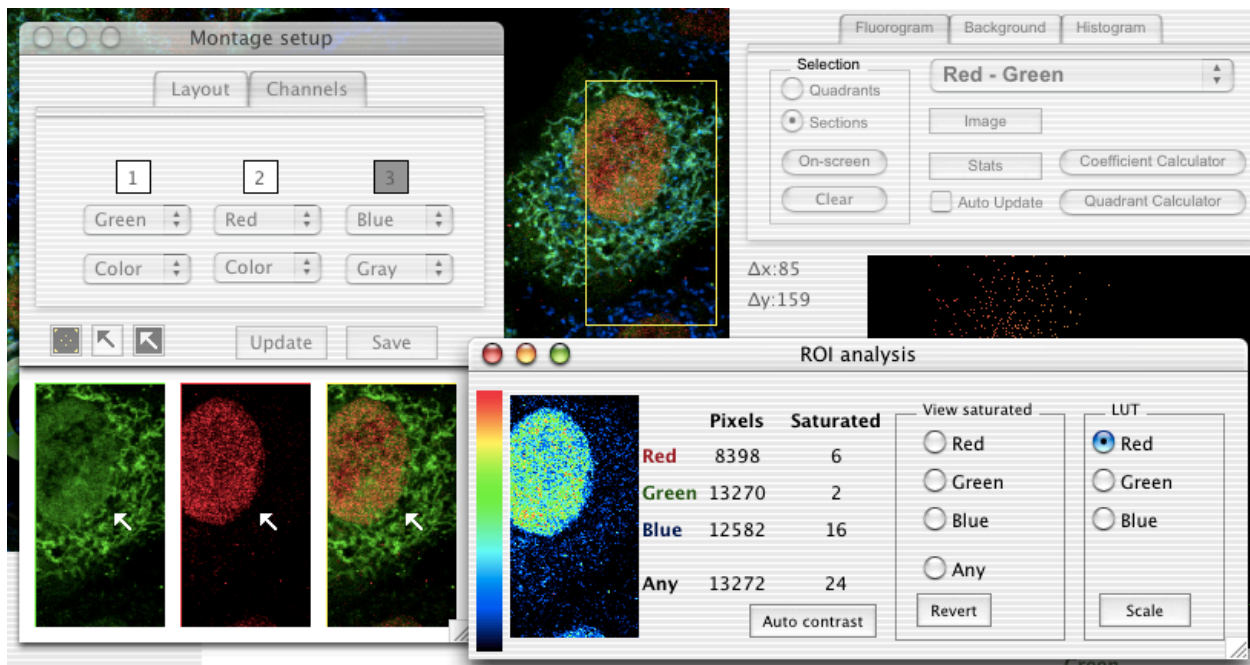 Montage setup
Layout Channels
1 2 3
Green Red Blue
Color Color Gray
Update Save
Fluorogram Background Histogram
Selection
Quadrants
Sections
On-screen
Clear
Red - Green
Image
Stats Coefficient Calculator
Auto Update Quadrant Calculator
Δx:85
Δy:159
ROI analysis
Pixels Saturated
Red 8398 6
Green 13270 2
Blue 12582 16
Any 13272 24
Auto contrast
View saturated
Red
Green
Blue
Any
Revert
LUT
Red
Green
Blue
Scale
Green